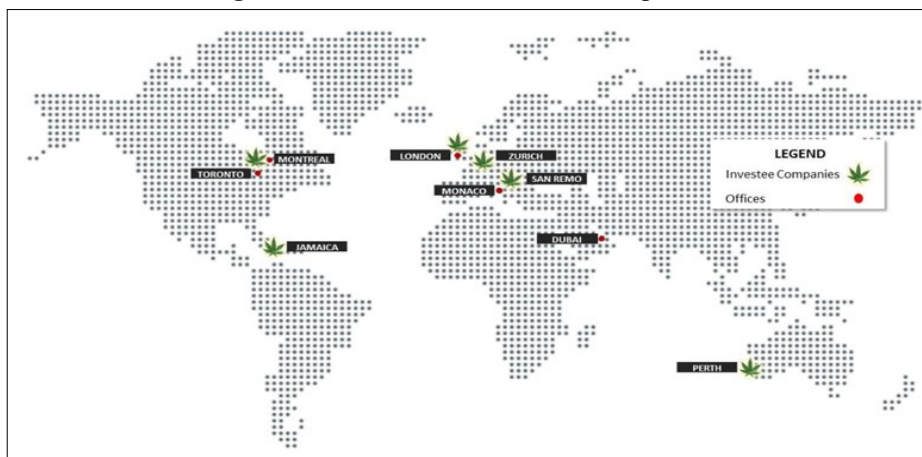 LONDON
ZURICH
MONTREAL
TORONTO
SAN REMO
MONACO
DUBAI
JAMAICA
PERTH
LEGEND
Investee Companies
Offices